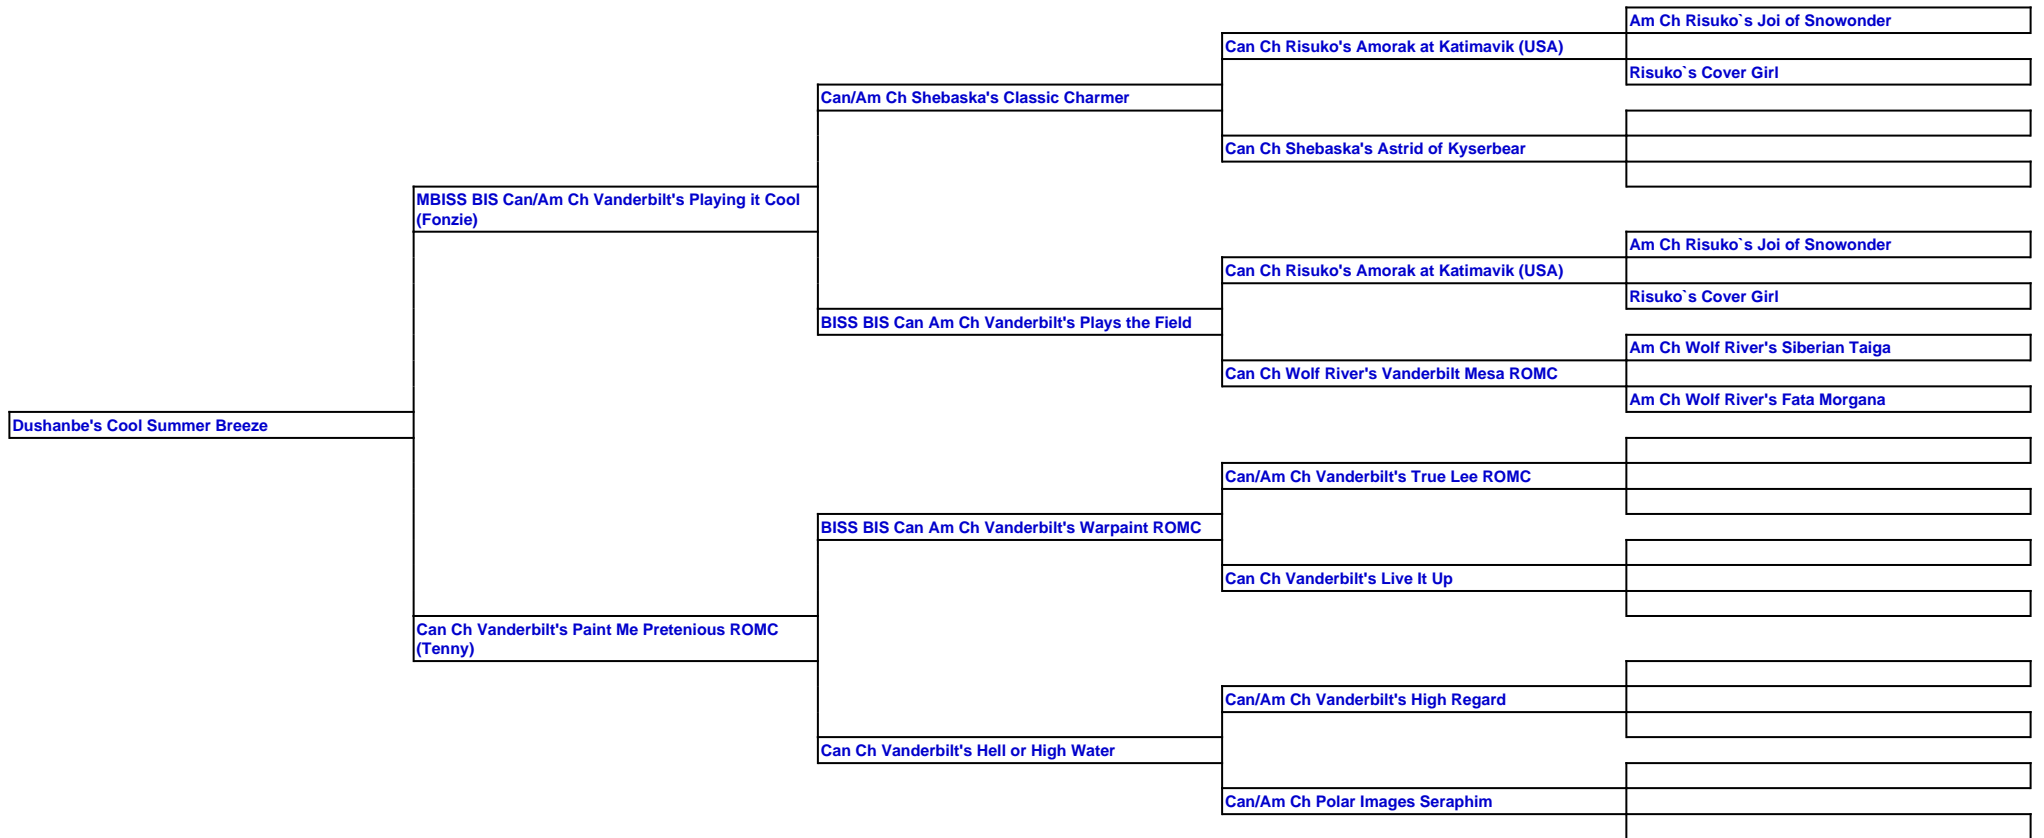 Am Ch Risuko`s Joi of Snowonder
Can Ch Risuko's Amorak at Katimavik (USA)
Risuko`s Cover Girl
Can/Am Ch Shebaska's Classic Charmer
Can Ch Shebaska's Astrid of Kyserbear
MBISS BIS Can/Am Ch Vanderbilt's Playing it Cool
(Fonzie)
Am Ch Risuko`s Joi of Snowonder
Can Ch Risuko's Amorak at Katimavik (USA)
Risuko`s Cover Girl
BISS BIS Can Am Ch Vanderbilt's Plays the Field
Am Ch Wolf River's Siberian Taiga
Can Ch Wolf River's Vanderbilt Mesa ROMC
Am Ch Wolf River's Fata Morgana
Dushanbe's Cool Summer Breeze
Can/Am Ch Vanderbilt's True Lee ROMC
BISS BIS Can Am Ch Vanderbilt's Warpaint ROMC
Can Ch Vanderbilt's Live It Up
Can Ch Vanderbilt's Paint Me Pretenious ROMC
(Tenny)
Can/Am Ch Vanderbilt's High Regard
Can Ch Vanderbilt's Hell or High Water
Can/Am Ch Polar Images Seraphim